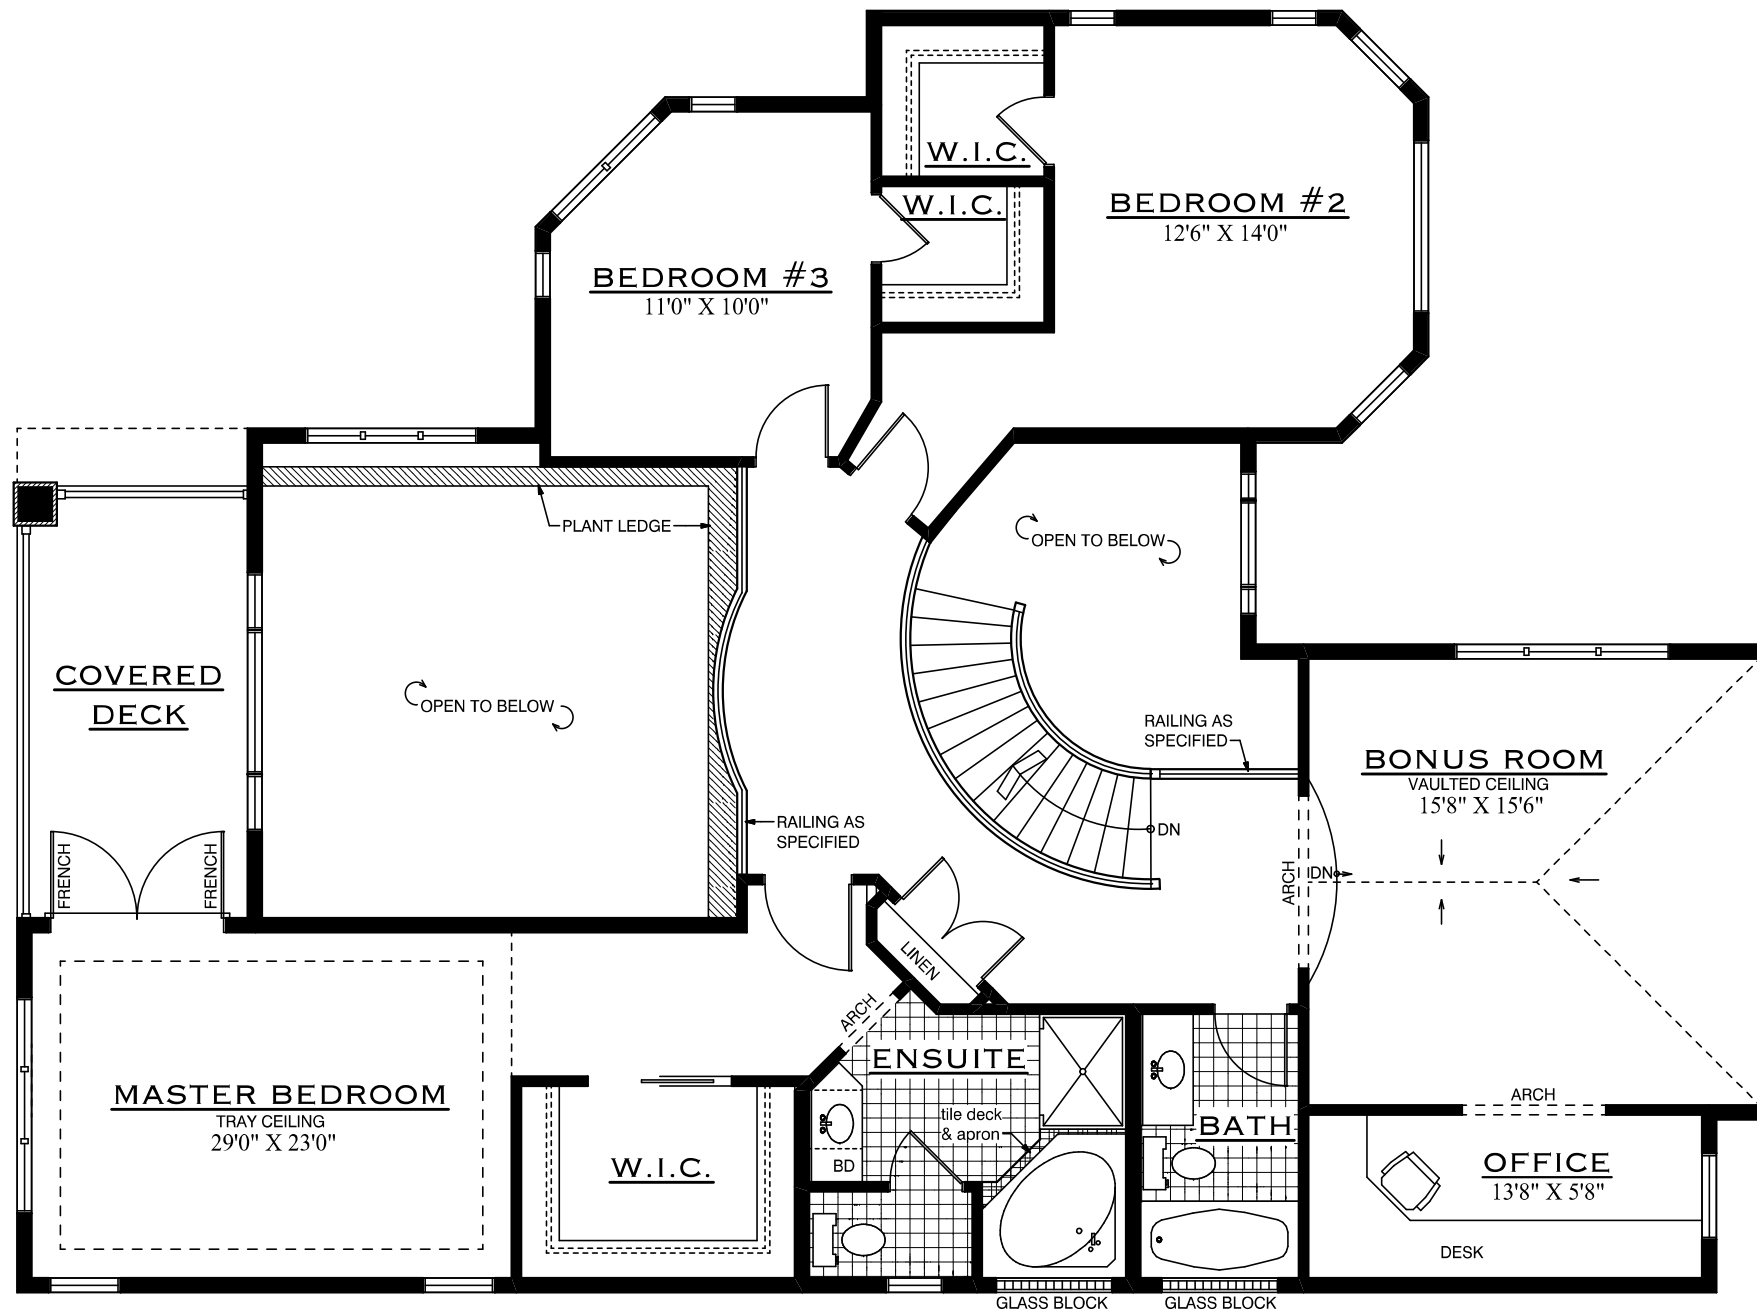 W.I.C.
W.I.C.
BEDROOM #2
12'6" X 14'0"
BEDROOM #3
11'0" X 10'0"
PLANT LEDGE
OPEN TO BELOW
COVERED
DECK
OPEN TO BELOW
RAILING AS
SPECIFIED
BONUS ROOM
VAULTED CEILING
15'8" X 15'6"
RAILING AS
SPECIFIED
DN
FRENCH
FRENCH
ARCH
DN
LINEN
ARCH
ENSUITE
MASTER BEDROOM
TRAY CEILING
29'0" X 23'0"
tile deck
& apron
BATH
ARCH
BD
W.I.C.
OFFICE
13'8" X 5'8"
DESK
GLASS BLOCK
GLASS BLOCK